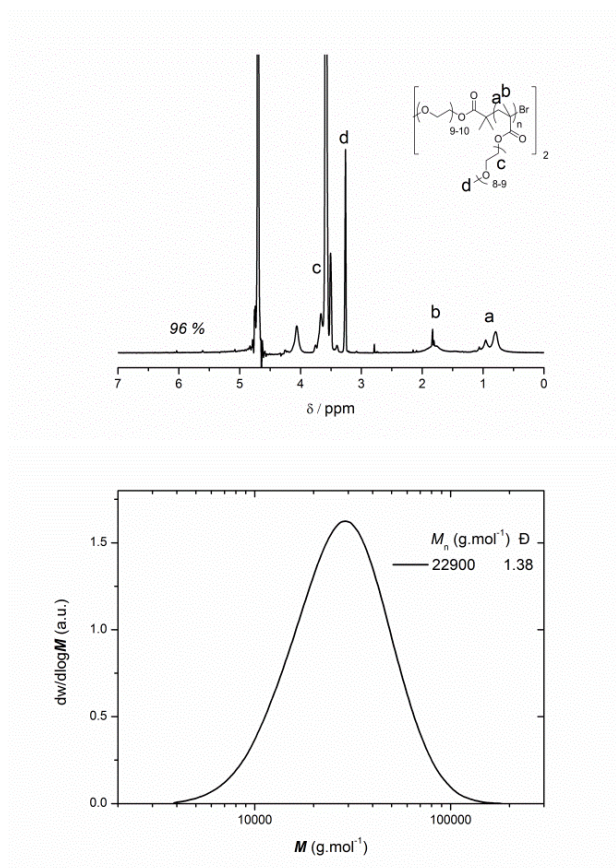 a
b
O
O
O
Br
9-10
n
O
O
c
2
O
8-9
d
d
c
b
a
96 %
7 6 5 4 3 2 1 0
δ / ppm
Mn (g.mol-1) Đ
22900 1.38
1.5
1.0
0.5
0.0
dw/dlogM (a.u.)
10000 100000
M (g.mol-1)